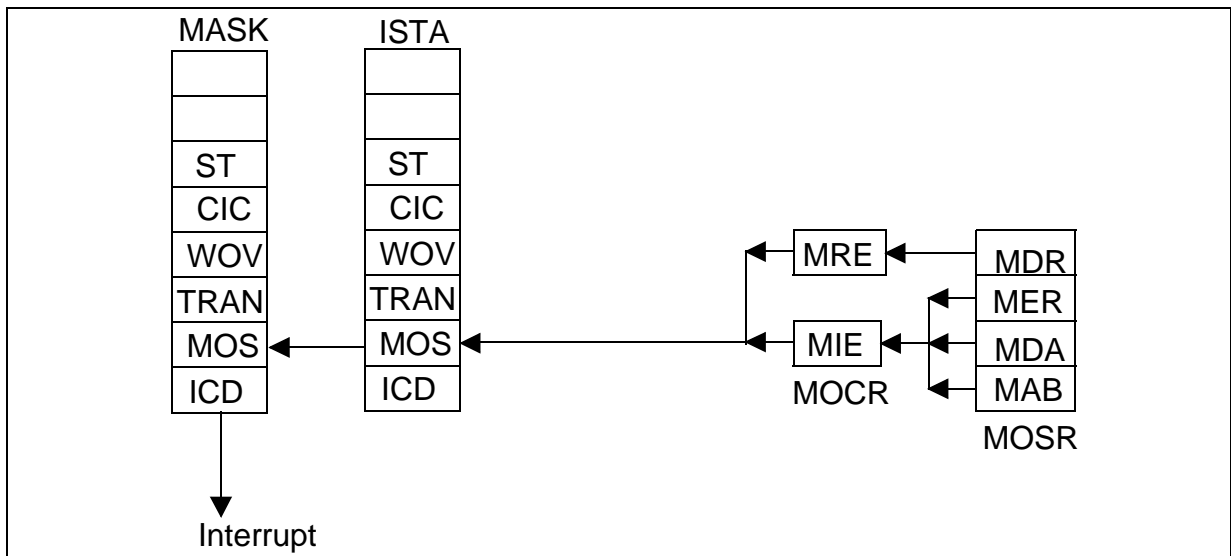 MASK ISTA
ST ST
CIC CIC
WOV WOV MRE MDR
TRAN TRAN MER
MOS MOS MIE MDA
ICD ICD MOCR MAB
MOSR
Interrupt